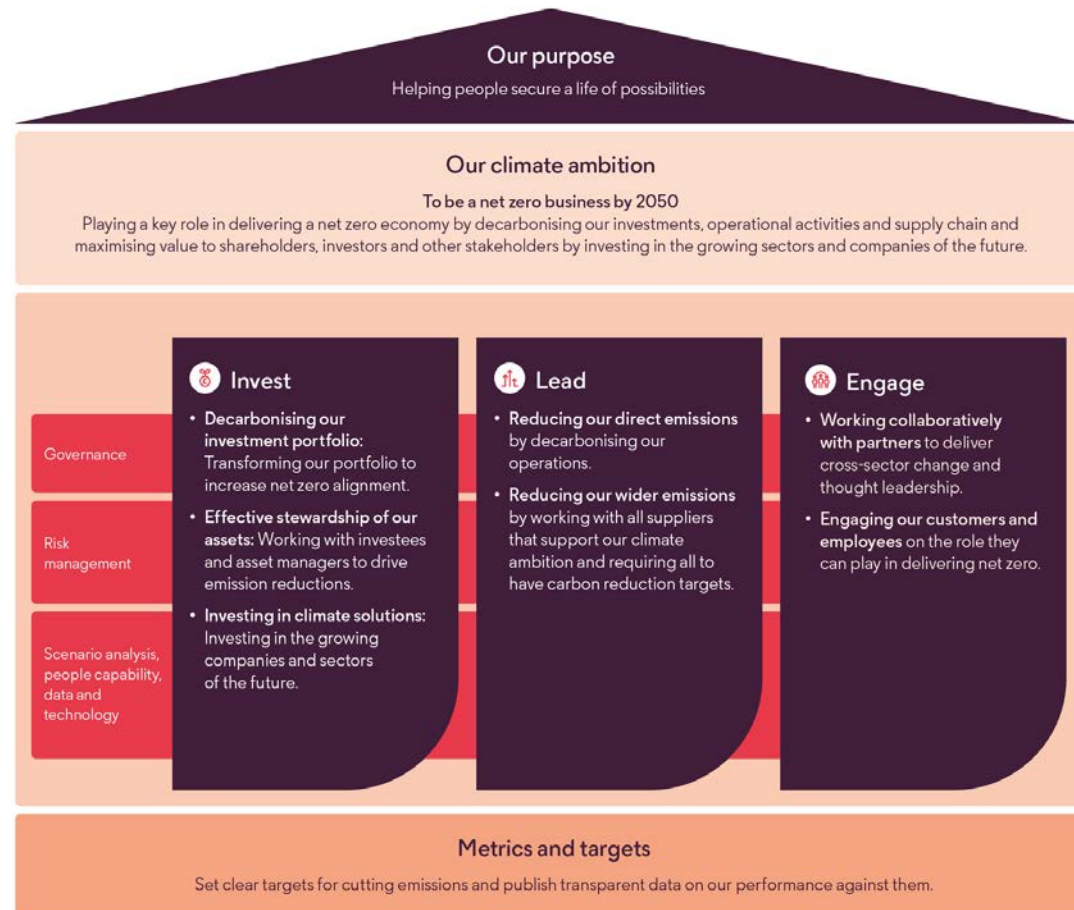 Our purpose
Helping people secure a life of possibilities
Our climate ambition
To be a net zero business by 2050
Playing a key role in delivering a net zero economy by decarbonising our investments, operational activities and supply chain and
maximising value to shareholders, investors and other stakeholders by investing in the growing sectors and companies of the future.
Governance
Risk
management
Scenario analysis,
people capability,
data and
technology
Invest
• Decarbonising our
investment portfolio:
Transforming our portfolio to
increase net zero alignment.
• Effective stewardship of our
assets: Working with investees
and asset managers to drive
emission reductions.
• Investing in climate solutions:
Investing in the growing
companies and sectors
of the future.
Lead
• Reducing our direct emissions
by decarbonising our
operations.
• Reducing our wider emissions
by working with all suppliers
that support our climate
ambition and requiring all to
have carbon reduction targets.
Engage
• Working collaboratively
with partners to deliver
cross-sector change and
thought leadership.
• Engaging our customers and
employees on the role they
can play in delivering net zero.
Metrics and targets
Set clear targets for cutting emissions and publish transparent data on our performance against them.